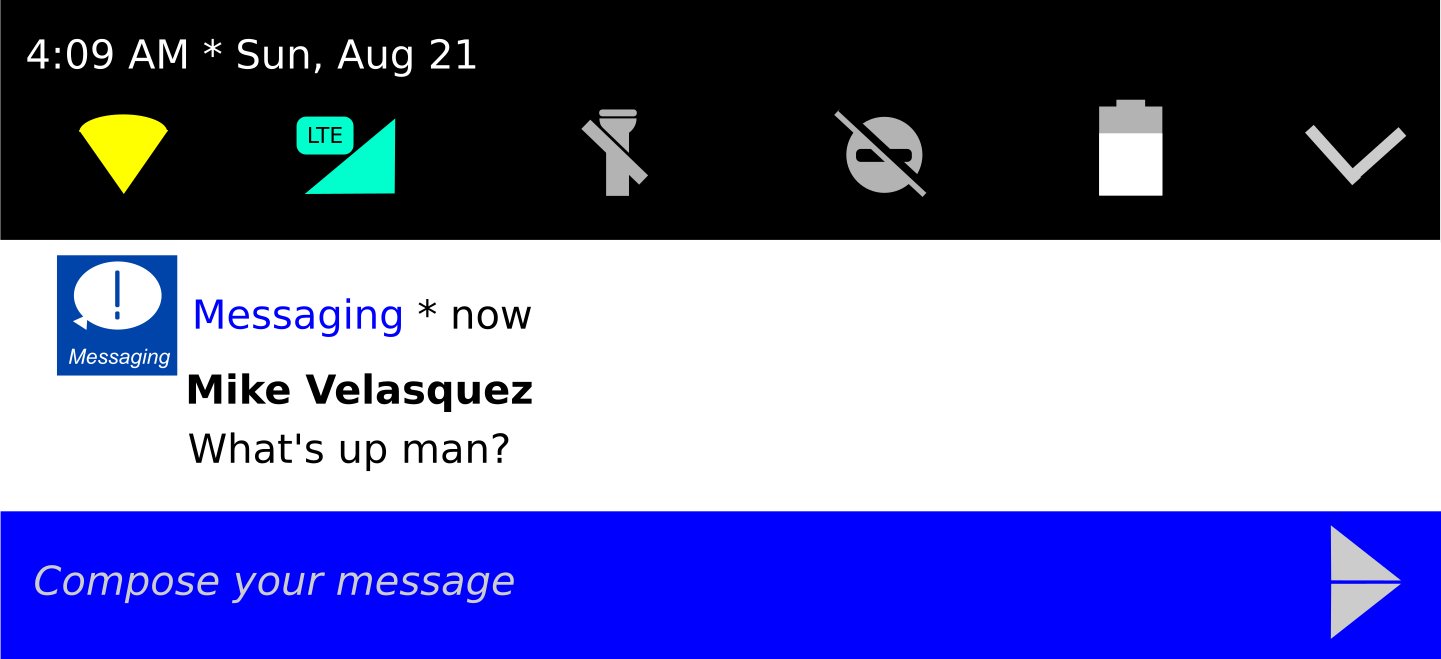 4:09 AM * Sun, Aug 21
LTE
Messaging
Messaging * now
Mike Velasquez
What's up man?
Compose your message